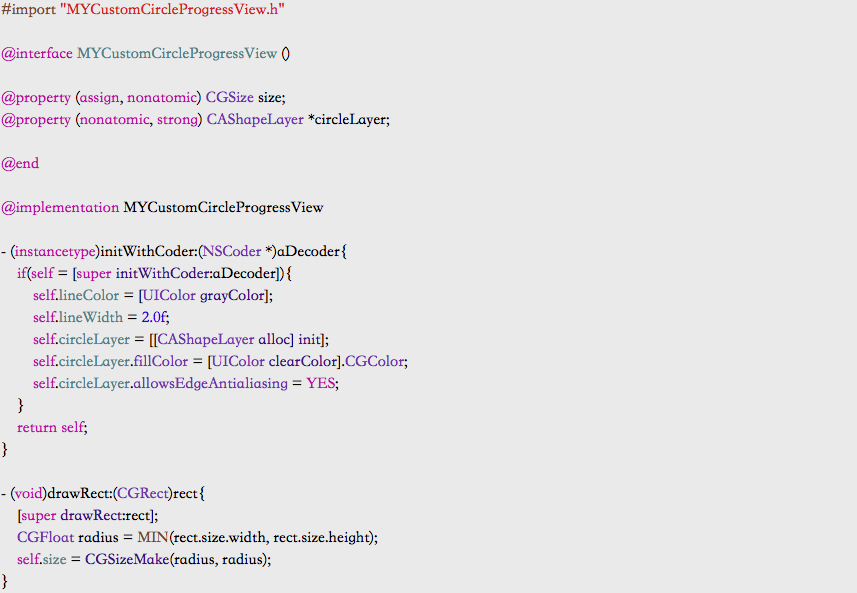 #import "MYCustomCircleProgressView.h"
@interface MYCustomCircleProgressView ()
@property (assign, nonatomic) CGSize size;
@property (nonatomic, strong) CAShapeLayer *circleLayer;
@end
@implementation MYCustomCircleProgressView
- (instancetype)initWithCoder:(NSCoder *)aDecoder{
if(self = [super initWithCoder:aDecoder]){
self.lineColor = [UIColor grayColor];
self.lineWidth = 2.0f;
self.circleLayer = [[CAShapeLayer alloc] init];
self.circleLayer.fillColor = [UIColor clearColor].CGColor;
self.circleLayer.allowsEdgeAntialiasing = YES;
}
return self;
}
- (void)drawRect:(CGRect)rect{
[super drawRect:rect];
CGFloat radius = MIN(rect.size.width, rect.size.height);
self.size = CGSizeMake(radius, radius);
}